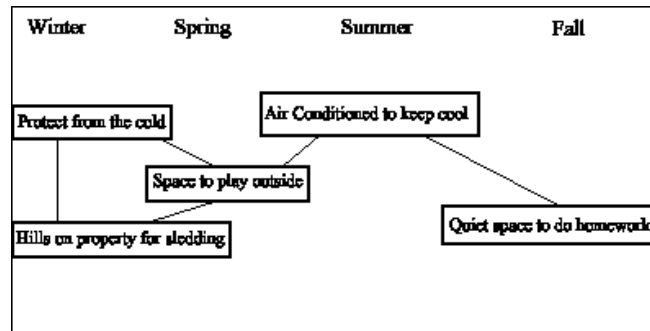 Winter Spring Summer Fall
Air Conditioned to keep cool
Protect from the cold
Space to play outside
Quiet space to do homework
Hills on property for sledding